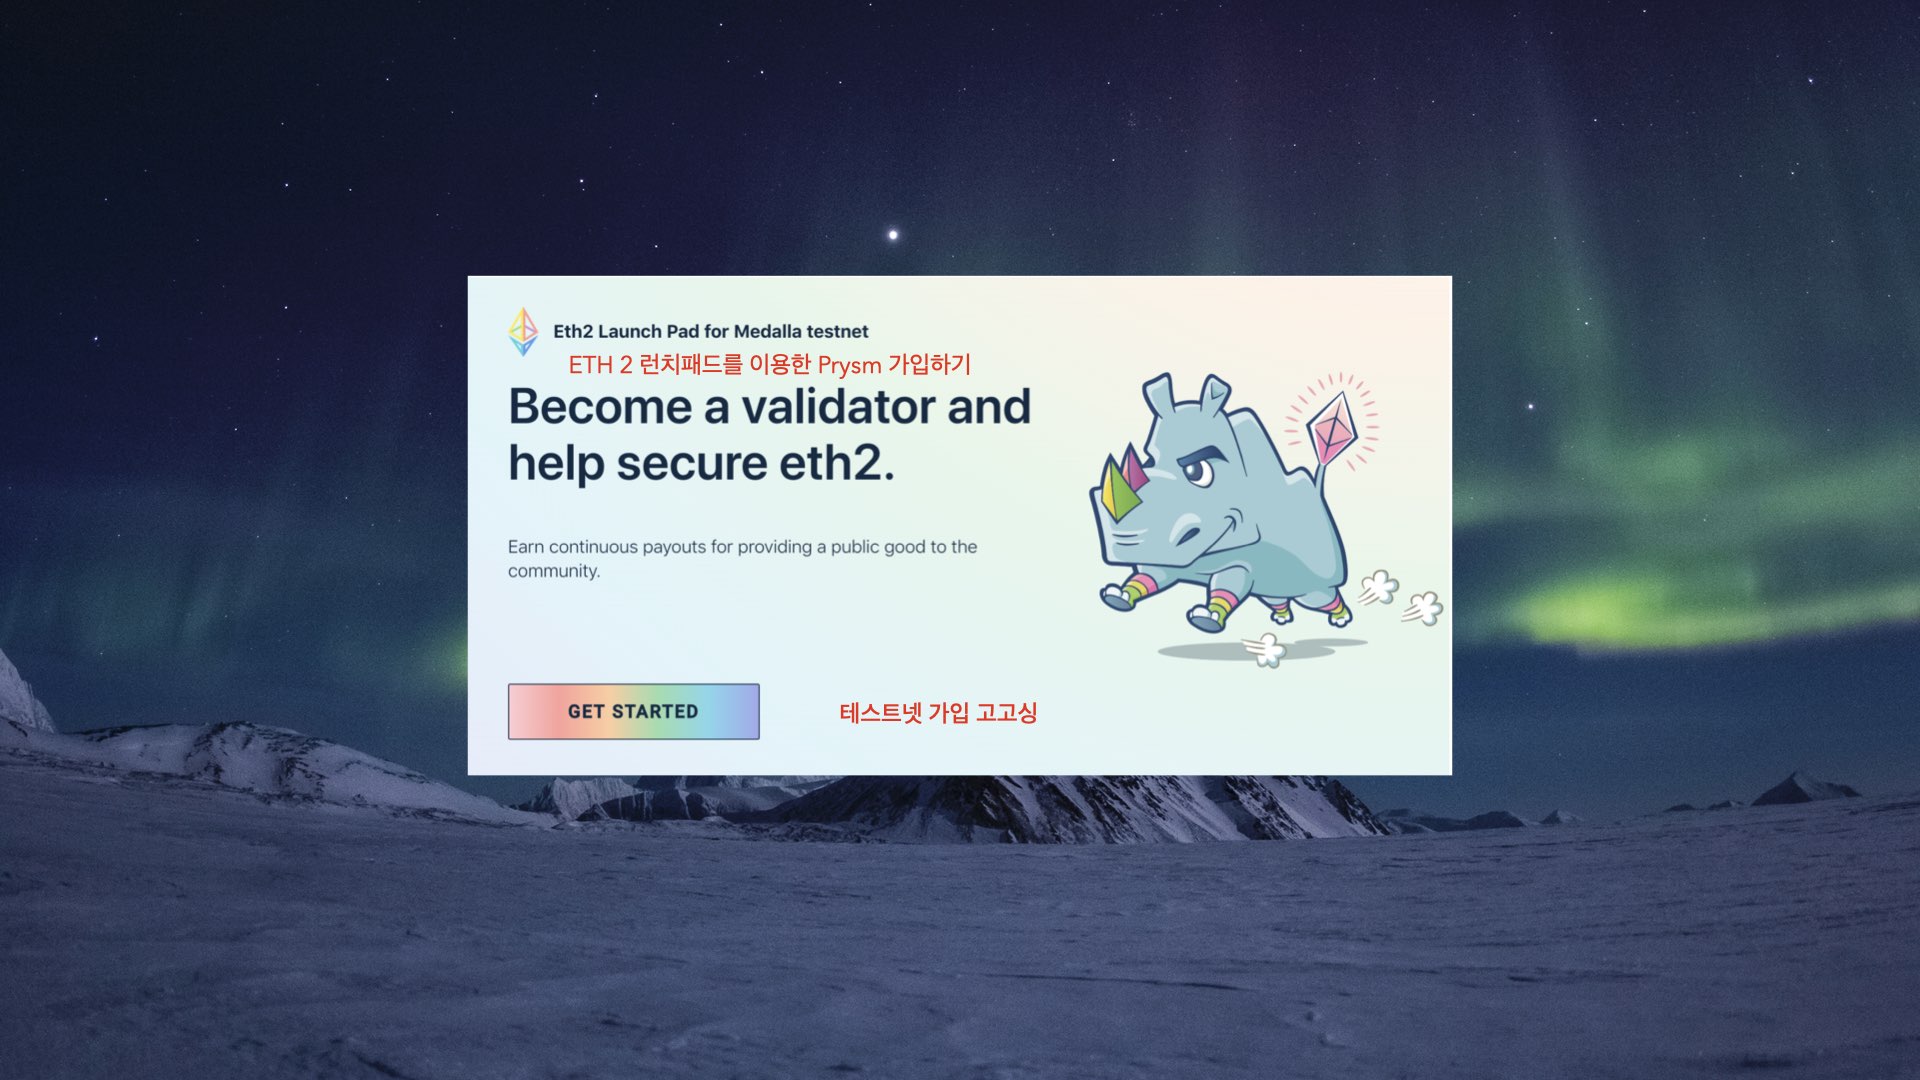 Eth2 Launch Pad for Medalla testnet
ETH 2 런치패드를 이용한 Prysm 가입하기
Become a validator and
help secure eth2.
Earn continuous payouts for providing a public good to the
community.
GET STARTED
테스트넷 가입 고고싱